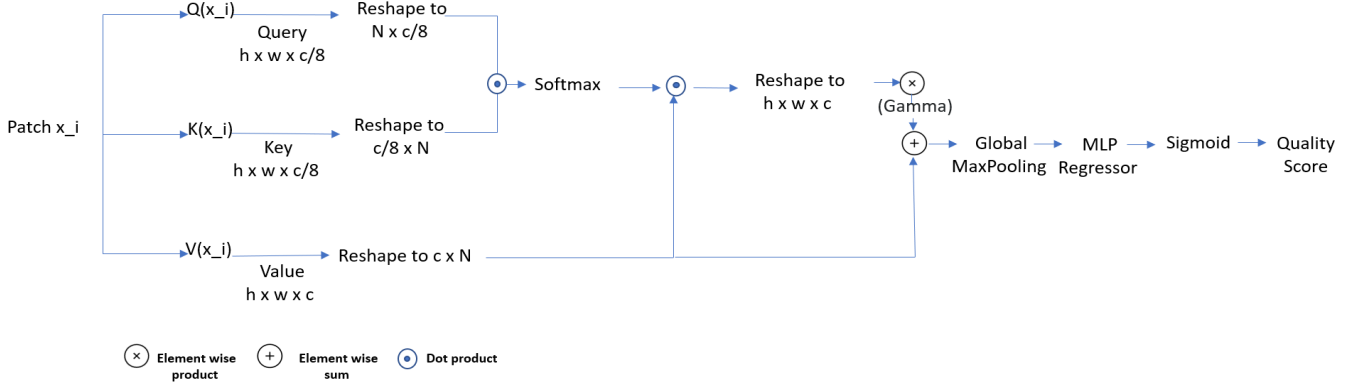 Patch x_i
Q(x_i)
Query
h x w x c/8
Reshape to
N x c/8
K(x_i)
Key
h x w x c/8
Reshape to
c/8 x N
V(x_i)
Value
h x w x c
Reshape to c x N
Softmax
Reshape to
h x w x c
(Gamma)
Global
MaxPooling
MLP
Regressor
Sigmoid
Quality
Score
Element wise
product
Element wise
sum
Dot product